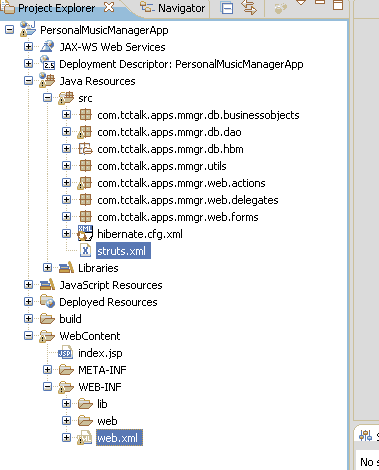 Project Explorer
Navigator
PersonalMusicManagerApp
JAX-WS Web Services
Deployment Descriptor: PersonalMusicManagerApp
2.5
Java Resources
src
com.tctalk.apps.mmgr.db.businessobjects
com.tctalk.apps.mmgr.db.dao
com.tctalk.apps.mmgr.db.hbm
com.tctalk.apps.mmgr.utils
com.tctalk.apps.mmgr.web.actions
com.tctalk.apps.mmgr.web.delegates
com.tctalk.apps.mmgr.web.forms
hibernate.cfg.xml
struts.xml
Libraries
JavaScript Resources
Deployed Resources
build
WebContent
index.jsp
META-INF
WEB-INF
lib
web
web.xml
No s